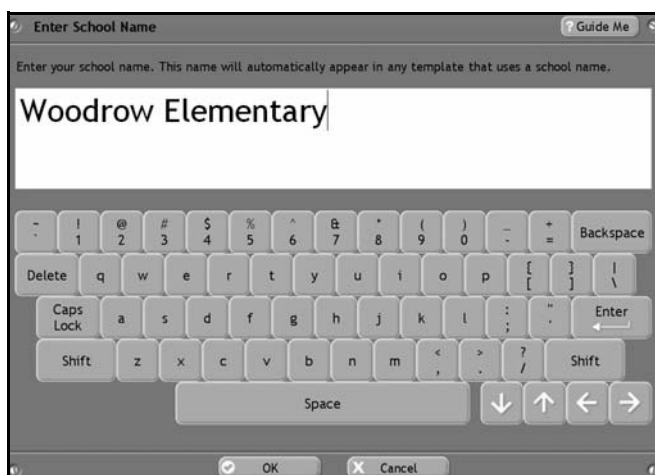 Enter School Name
? Guide Me
Enter your school name. This name will automatically appear in any template that uses a school name.
Woodrow Elementary
~ ! @ # $ % ^ & * ( ) _ +
` 1 2 3 4 5 6 7 8 9 0 - = Backspace
Delete q w e r t y u i o p { } |
[ ] \
Caps Lock a s d f g h j k l : " Enter
; '
Shift z x c v b n m < > ? Shift
, . /
Space
OK Cancel